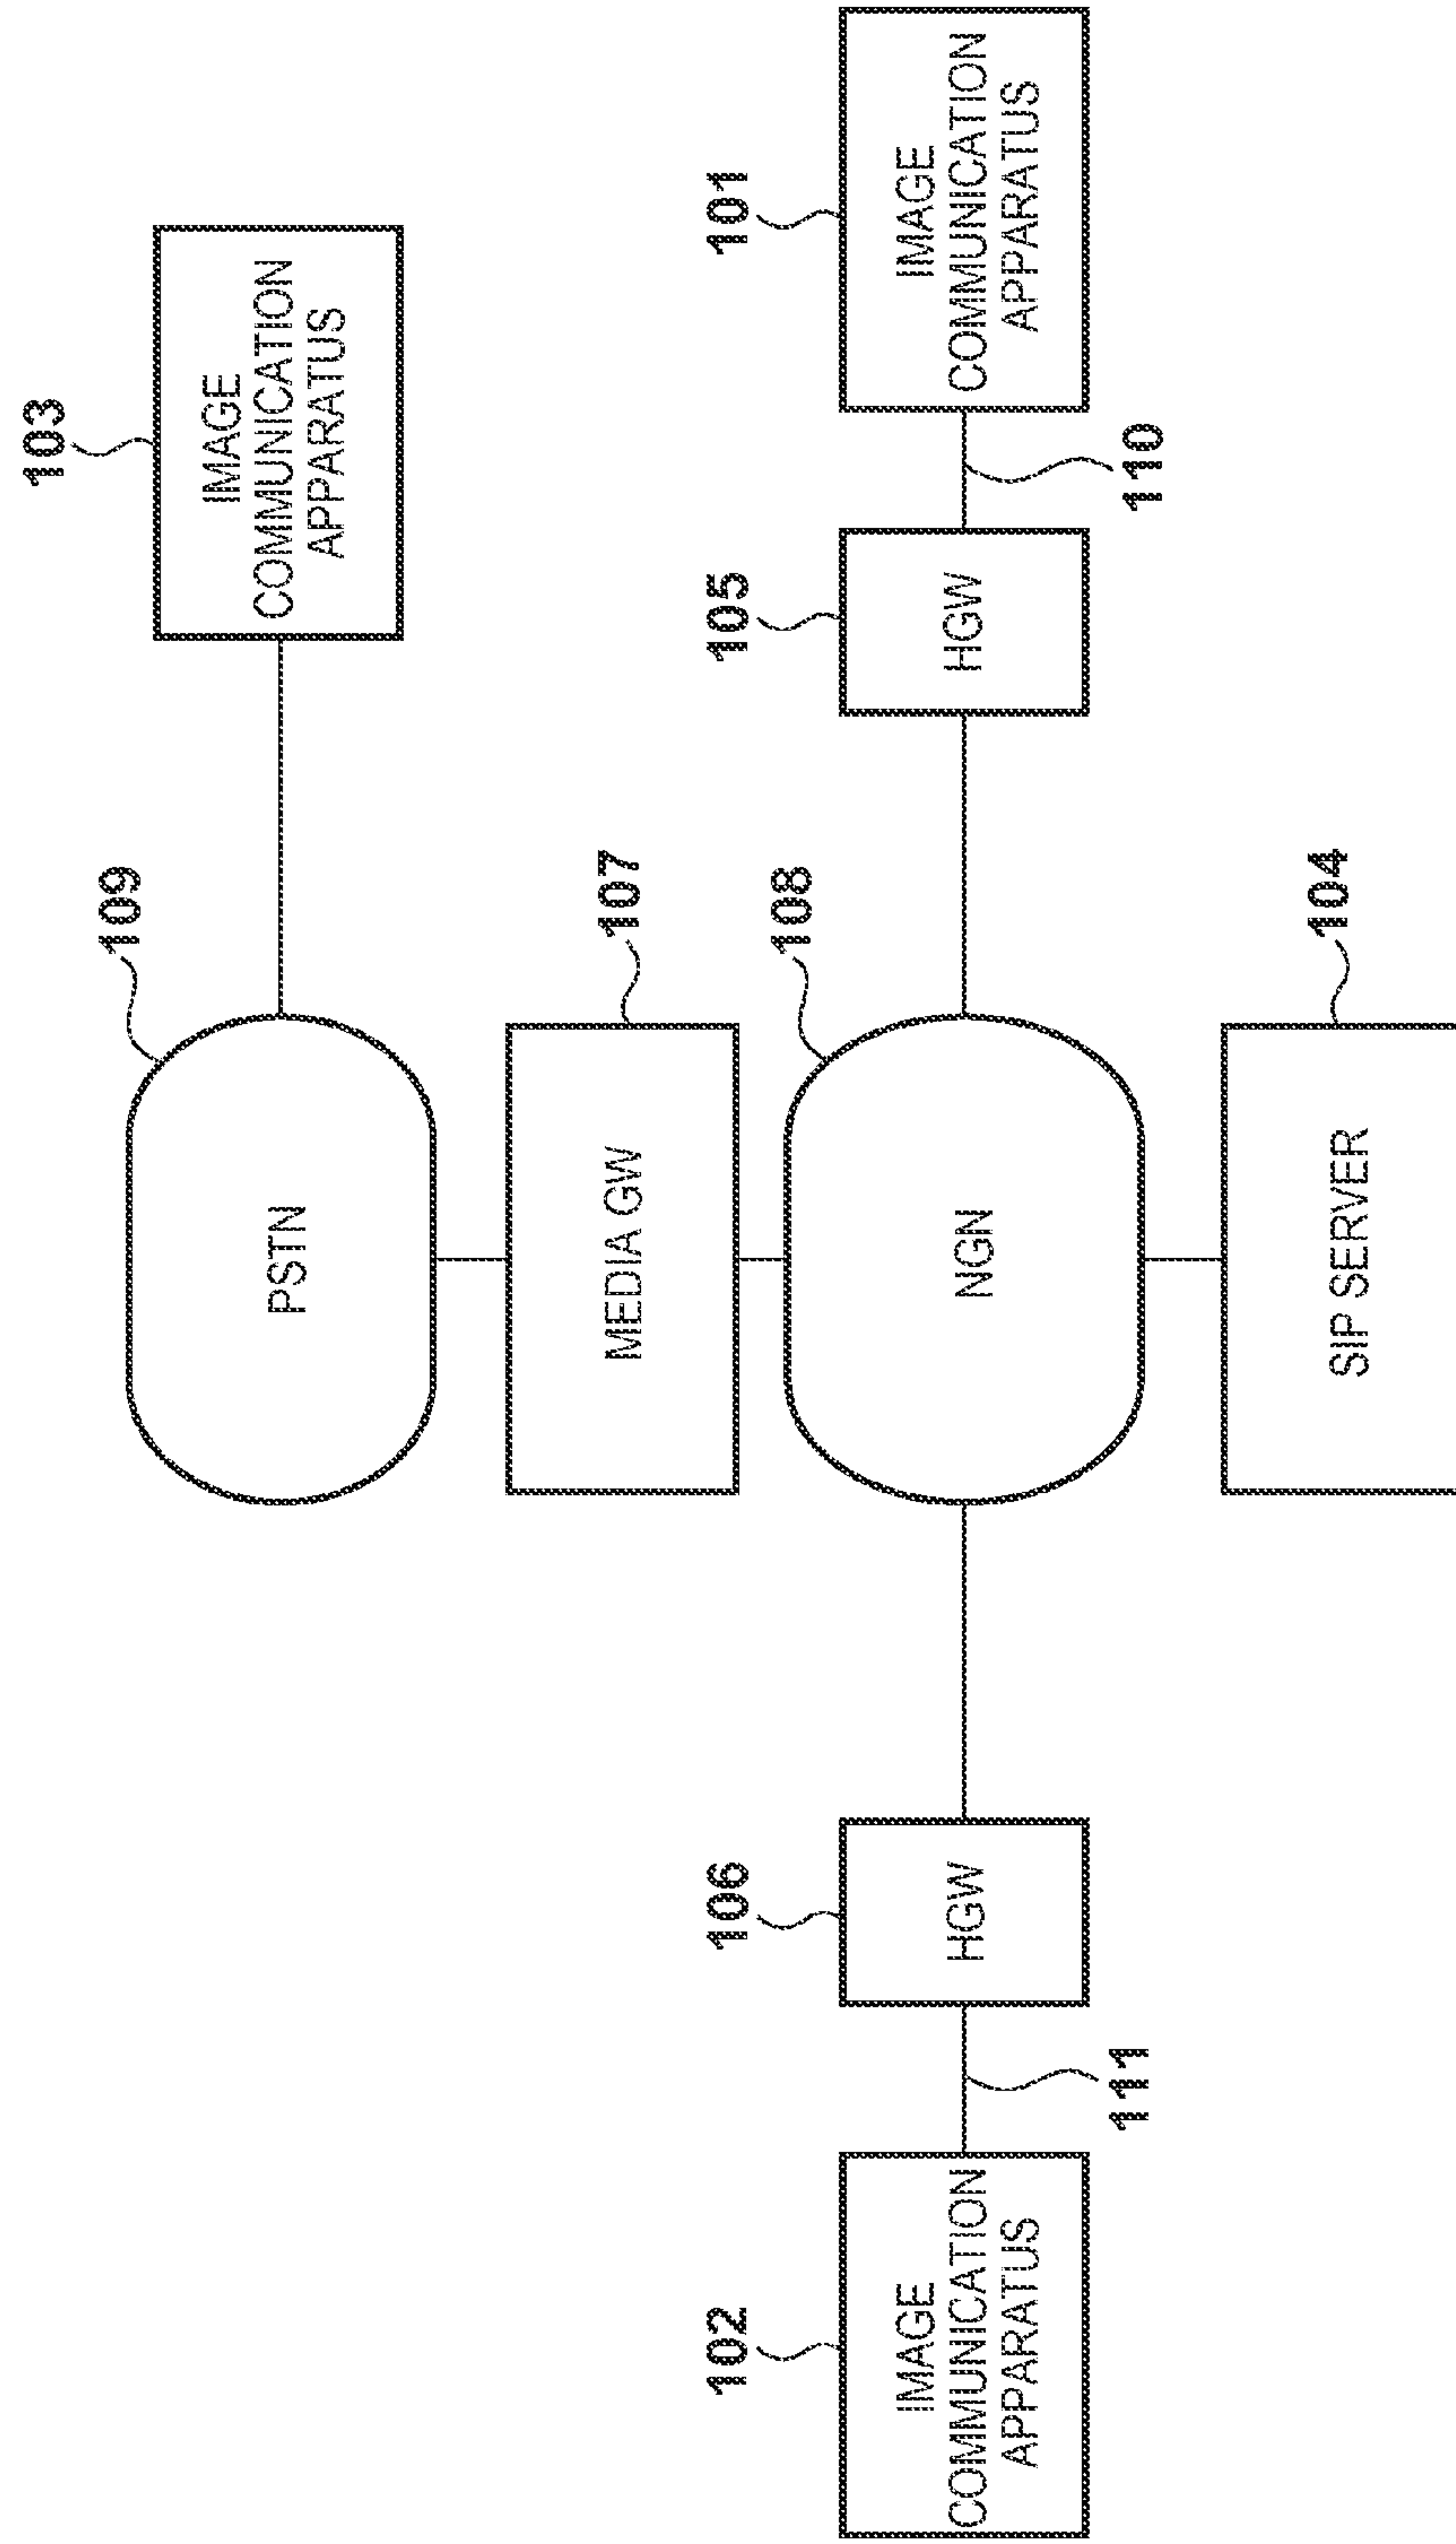 103
IMAGE
COMMUNICATION
APPARATUS
109
PSTN
107
MEDIA GW
102
IMAGE
COMMUNICATION
APPARATUS
111
106
HGW
108
NGN
105
HGW
110
101
IMAGE
COMMUNICATION
APPARATUS
104
SIP SERVER